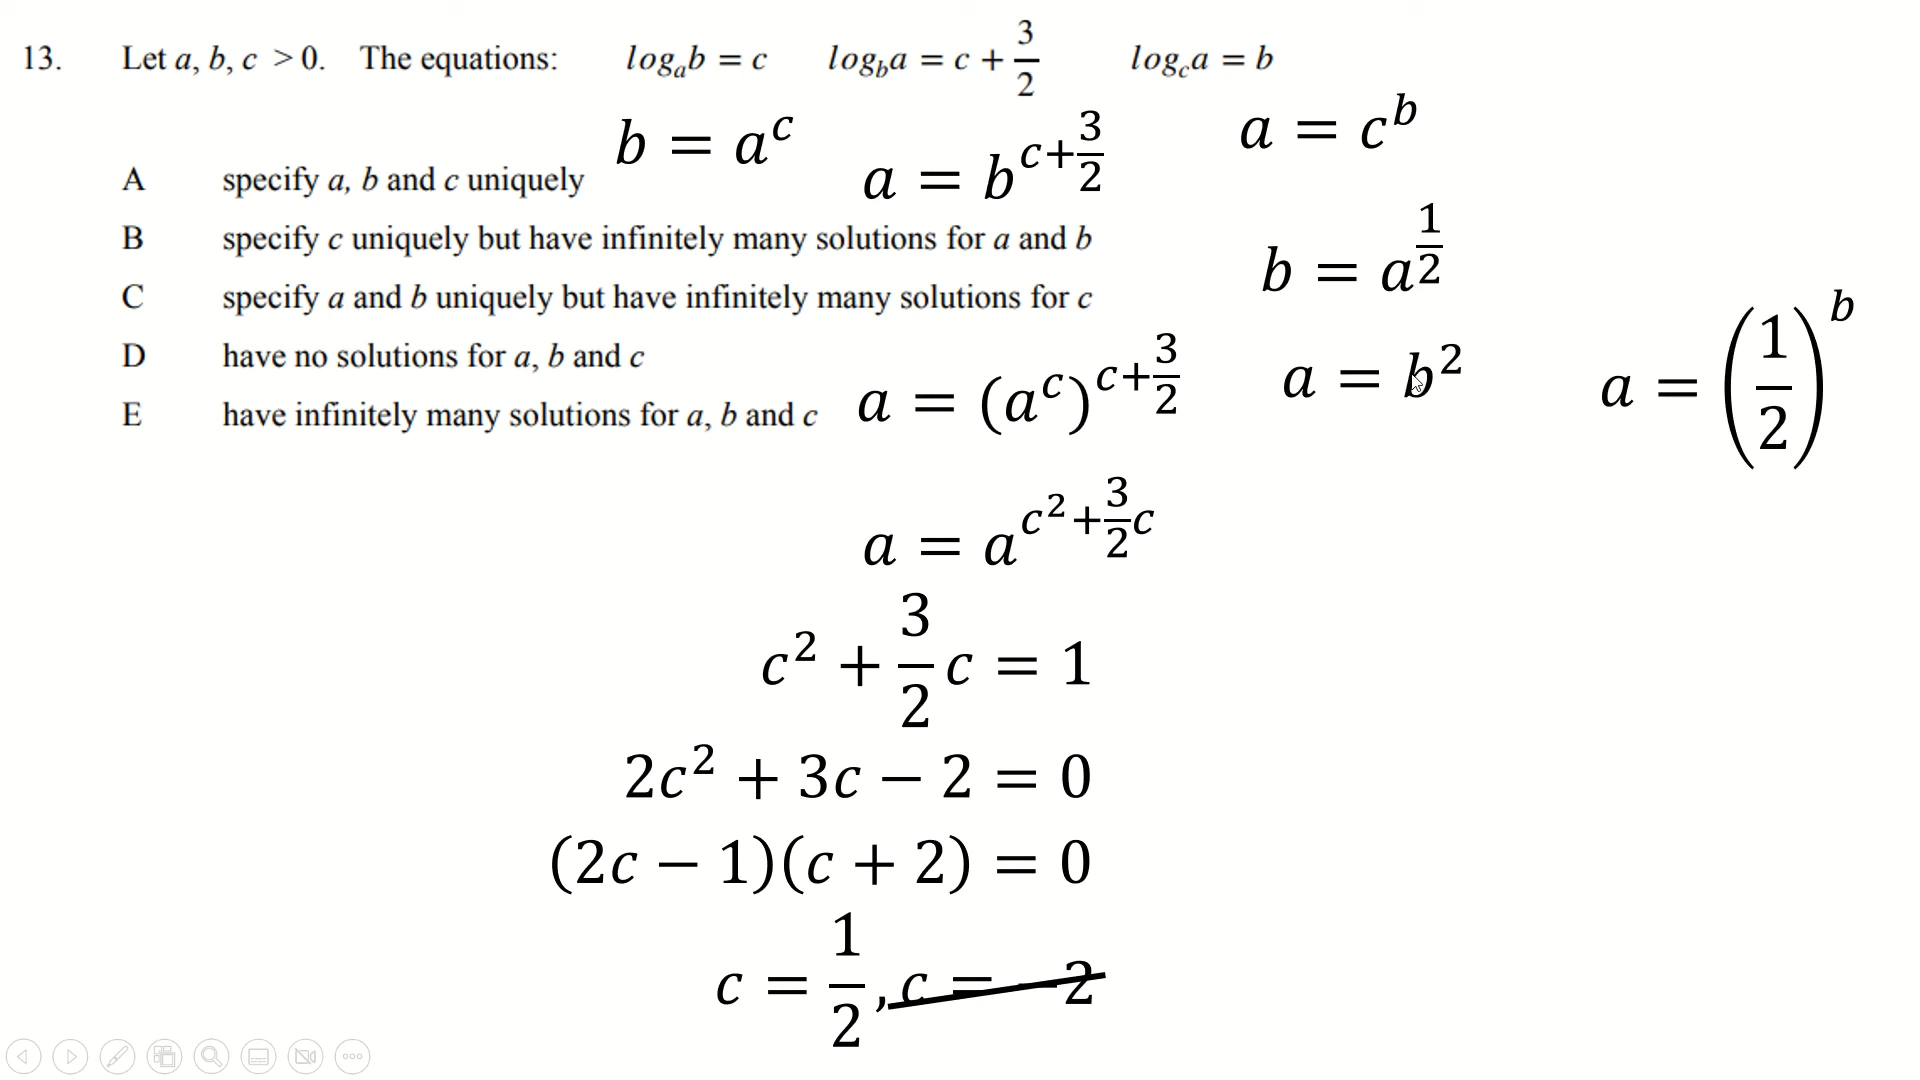 13. Let a, b, c > 0. The equations: log_a b = c log_b a = c + 3/2 log_c a = b
b = a^c
a = b^(c+3/2)
a = c^b
A specify a, b and c uniquely
B specify c uniquely but have infinitely many solutions for a and b
b = a^(1/2)
C specify a and b uniquely but have infinitely many solutions for c
D have no solutions for a, b and c
E have infinitely many solutions for a, b and c
a = (a^c)^(c+3/2)
a = b^2
a = (1/2)^b
a = a^(c^2+3/2c)
c^2 + 3/2 c = 1
2c^2 + 3c − 2 = 0
(2c − 1)(c + 2) = 0
c = 1/2, c = −2